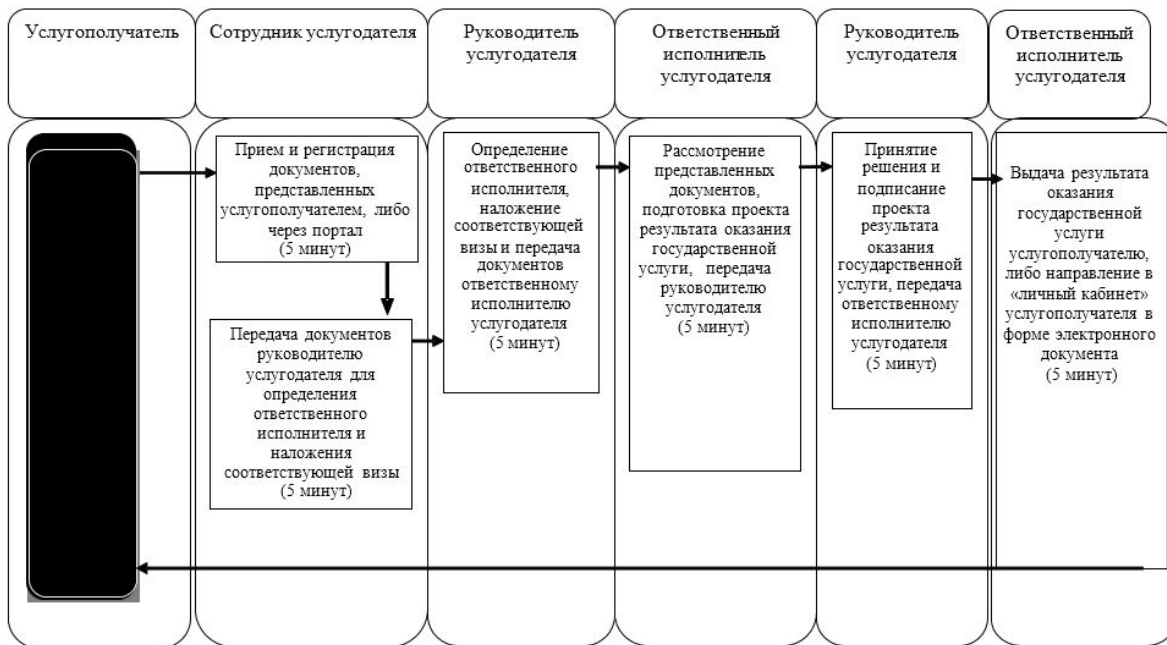 Услугополучатель
Сотрудник услугодателя
Руководитель
услугодателя
Ответственный
исполнитель
услугодателя
Руководитель
услугодателя
Ответственный
исполнитель
услугодателя
Прием и регистрация
документов,
представленных
услугополучателем, либо
через портал
(5 минут)
Передача документов
руководителю
услугодателя для
определения
ответственного
исполнителя и
наложения
соответствующей визы
(5 минут)
Определение
ответственного
исполнителя,
наложение
соответствующей
визы и передача
документов
ответственному
исполнителю
услугодателя
(5 минут)
Рассмотрение
представленных
документов,
подготовка проекта
результата оказания
государственной
услуги, передача
руководителю
услугодателя
(5 минут)
Принятие
решения и
подписание
проекта
результата
оказания
государственной
услуги, передача
ответственному
исполнителю
услугодателя
(5 минут)
Выдача результата
оказания
государственной
услуги
услугополучателю,
либо направление в
«личный кабинет»
услугополучателя в
форме электронного
документа
(5 минут)